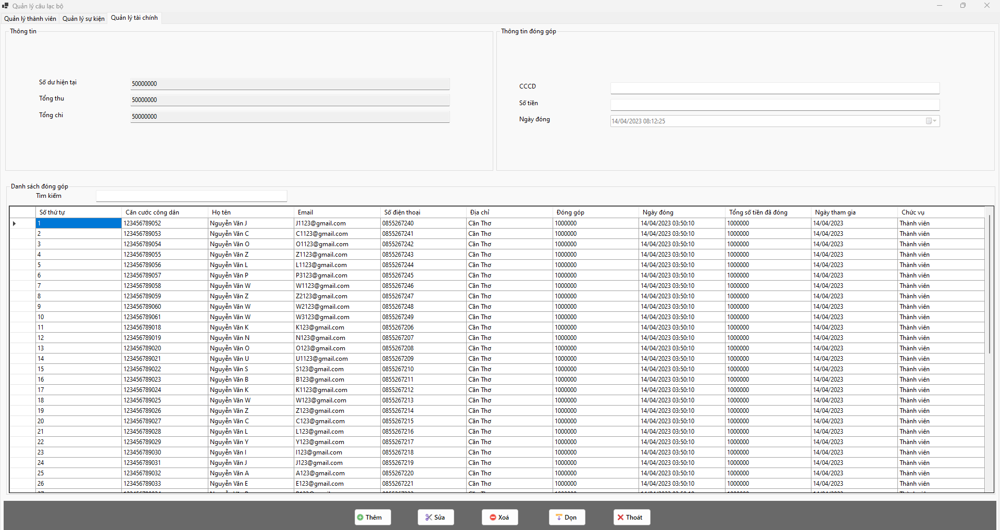 Quản lý câu lạc bộ
Quản lý thành viên Quản lý sự kiện Quản lý tài chính
Thông tin
Số dư hiện tại 50000000
Tổng thu 50000000
Tổng chi 50000000
Thông tin đóng góp
CCCD
Số tiền
Ngày đóng 14/04/2023 08:12:25
Danh sách đóng góp
Tìm kiếm
Số thứ tự Căn cước công dân Họ tên Email Số điện thoại Địa chỉ Đóng góp Ngày đóng Tổng số tiền đã đóng Ngày tham gia Chức vụ
1 123456789052 Nguyễn Văn J J1123@gmail.com 0855267240 Cần Thơ 1000000 14/04/2023 03:50:10 1000000 14/04/2023 Thành viên
2 123456789053 Nguyễn Văn C C1123@gmail.com 0855267241 Cần Thơ 1000000 14/04/2023 03:50:10 1000000 14/04/2023 Thành viên
3 123456789054 Nguyễn Văn O O1123@gmail.com 0855267242 Cần Thơ 1000000 14/04/2023 03:50:10 1000000 14/04/2023 Thành viên
4 123456789055 Nguyễn Văn Z Z1123@gmail.com 0855267243 Cần Thơ 1000000 14/04/2023 03:50:10 1000000 14/04/2023 Thành viên
5 123456789056 Nguyễn Văn L L1123@gmail.com 0855267244 Cần Thơ 1000000 14/04/2023 03:50:10 1000000 14/04/2023 Thành viên
6 123456789057 Nguyễn Văn P P3123@gmail.com 0855267245 Cần Thơ 1000000 14/04/2023 03:50:10 1000000 14/04/2023 Thành viên
7 123456789058 Nguyễn Văn W W1123@gmail.com 0855267246 Cần Thơ 1000000 14/04/2023 03:50:10 1000000 14/04/2023 Thành viên
8 123456789059 Nguyễn Văn Z Z2123@gmail.com 0855267247 Cần Thơ 1000000 14/04/2023 03:50:10 1000000 14/04/2023 Thành viên
9 123456789060 Nguyễn Văn W W2123@gmail.com 0855267248 Cần Thơ 1000000 14/04/2023 03:50:10 1000000 14/04/2023 Thành viên
10 123456789061 Nguyễn Văn W W3123@gmail.com 0855267249 Cần Thơ 1000000 14/04/2023 03:50:10 1000000 14/04/2023 Thành viên
11 123456789018 Nguyễn Văn K K123@gmail.com 0855267206 Cần Thơ 1000000 14/04/2023 03:50:10 1000000 14/04/2023 Thành viên
12 123456789019 Nguyễn Văn N N123@gmail.com 0855267207 Cần Thơ 1000000 14/04/2023 03:50:10 1000000 14/04/2023 Thành viên
13 123456789020 Nguyễn Văn O O123@gmail.com 0855267208 Cần Thơ 1000000 14/04/2023 03:50:10 1000000 14/04/2023 Thành viên
14 123456789021 Nguyễn Văn U U1123@gmail.com 0855267209 Cần Thơ 1000000 14/04/2023 03:50:10 1000000 14/04/2023 Thành viên
15 123456789022 Nguyễn Văn S S123@gmail.com 0855267210 Cần Thơ 1000000 14/04/2023 03:50:10 1000000 14/04/2023 Thành viên
16 123456789023 Nguyễn Văn B B123@gmail.com 0855267211 Cần Thơ 1000000 14/04/2023 03:50:10 1000000 14/04/2023 Thành viên
17 123456789024 Nguyễn Văn K K1123@gmail.com 0855267212 Cần Thơ 1000000 14/04/2023 03:50:10 1000000 14/04/2023 Thành viên
18 123456789025 Nguyễn Văn W W123@gmail.com 0855267213 Cần Thơ 1000000 14/04/2023 03:50:10 1000000 14/04/2023 Thành viên
19 123456789026 Nguyễn Văn Z Z123@gmail.com 0855267214 Cần Thơ 1000000 14/04/2023 03:50:10 1000000 14/04/2023 Thành viên
20 123456789027 Nguyễn Văn C C123@gmail.com 0855267215 Cần Thơ 1000000 14/04/2023 03:50:10 1000000 14/04/2023 Thành viên
21 123456789028 Nguyễn Văn L L123@gmail.com 0855267216 Cần Thơ 1000000 14/04/2023 03:50:10 1000000 14/04/2023 Thành viên
22 123456789029 Nguyễn Văn Y Y123@gmail.com 0855267217 Cần Thơ 1000000 14/04/2023 03:50:10 1000000 14/04/2023 Thành viên
23 123456789030 Nguyễn Văn I I123@gmail.com 0855267218 Cần Thơ 1000000 14/04/2023 03:50:10 1000000 14/04/2023 Thành viên
24 123456789031 Nguyễn Văn J J123@gmail.com 0855267219 Cần Thơ 1000000 14/04/2023 03:50:10 1000000 14/04/2023 Thành viên
25 123456789032 Nguyễn Văn A A123@gmail.com 0855267220 Cần Thơ 1000000 14/04/2023 03:50:10 1000000 14/04/2023 Thành viên
26 123456789033 Nguyễn Văn E E123@gmail.com 0855267221 Cần Thơ 1000000 14/04/2023 03:50:10 1000000 14/04/2023 Thành viên
Thêm Sửa Xoá Dọn Thoát